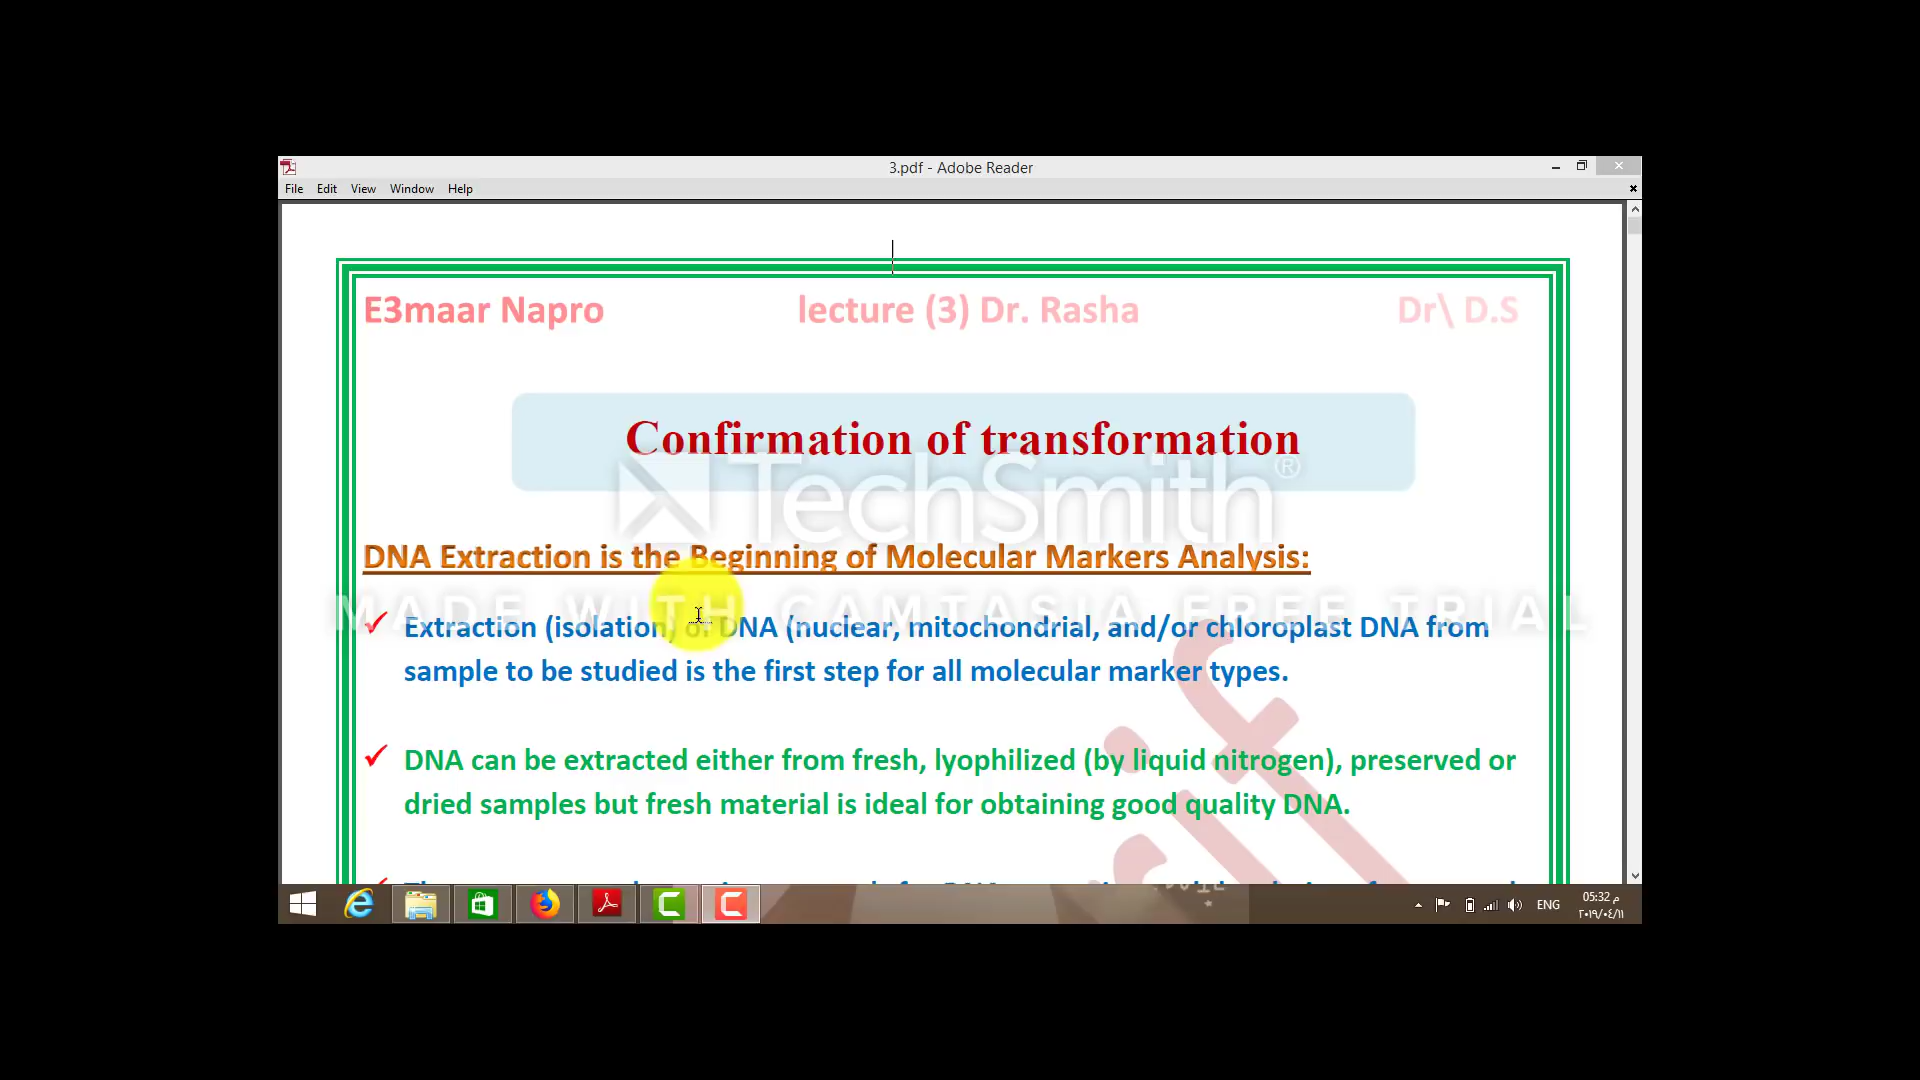 3.pdf - Adobe Reader
File Edit View Window Help
E3maar Napro lecture (3) Dr. Rasha Dr\ D.S
Confirmation of transformation
TechSmith®
DNA Extraction is the Beginning of Molecular Markers Analysis:
MADE WITH CAMTASIA FREE TRIAL
Extraction (isolation) of DNA (nuclear, mitochondrial, and/or chloroplast DNA from
sample to be studied is the first step for all molecular marker types.
DNA can be extracted either from fresh, lyophilized (by liquid nitrogen), preserved or
dried samples but fresh material is ideal for obtaining good quality DNA.
ENG
05:32 م
٢٠١٩/٠٤/١١